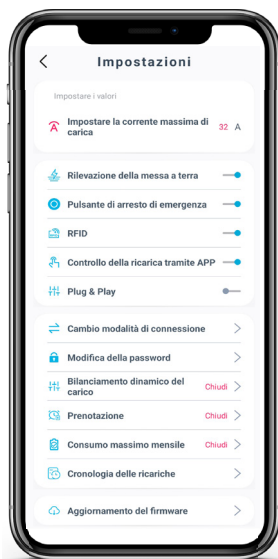 Impostazioni
Impostare i valori
Impostare la corrente massima di
carica
32 A
Rilevazione della messa a terra
Pulsante di arresto di emergenza
RFID
Controllo della ricarica tramite APP
Plug & Play
Cambio modalità di connessione
Modifica della password
Bilanciamento dinamico del
carico
Chiudi
Prenotazione Chiudi
Consumo massimo mensile Chiudi
Cronologia delle ricariche
Aggiornamento del firmware